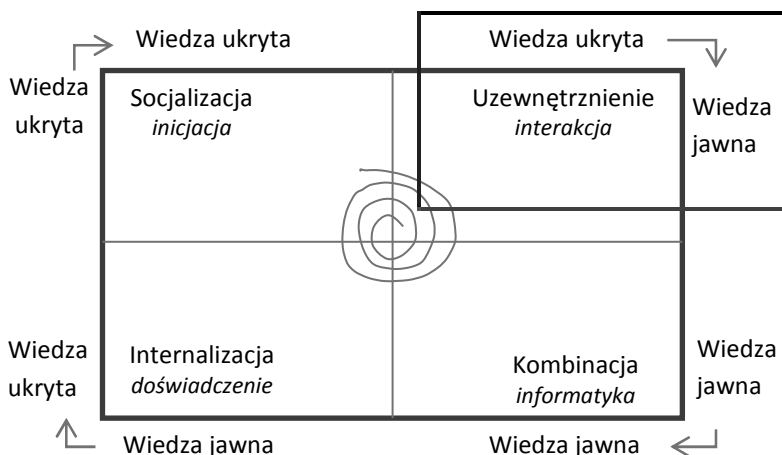 Wiedza ukryta
Wiedza ukryta
Wiedza
ukryta
Socjalizacja
inicjacja
Uzewnętrznienie
interakcja
Wiedza
jawna
Wiedza
ukryta
Internalizacja
doświadczenie
Kombinacja
informatyka
Wiedza
jawna
Wiedza jawna
Wiedza jawna